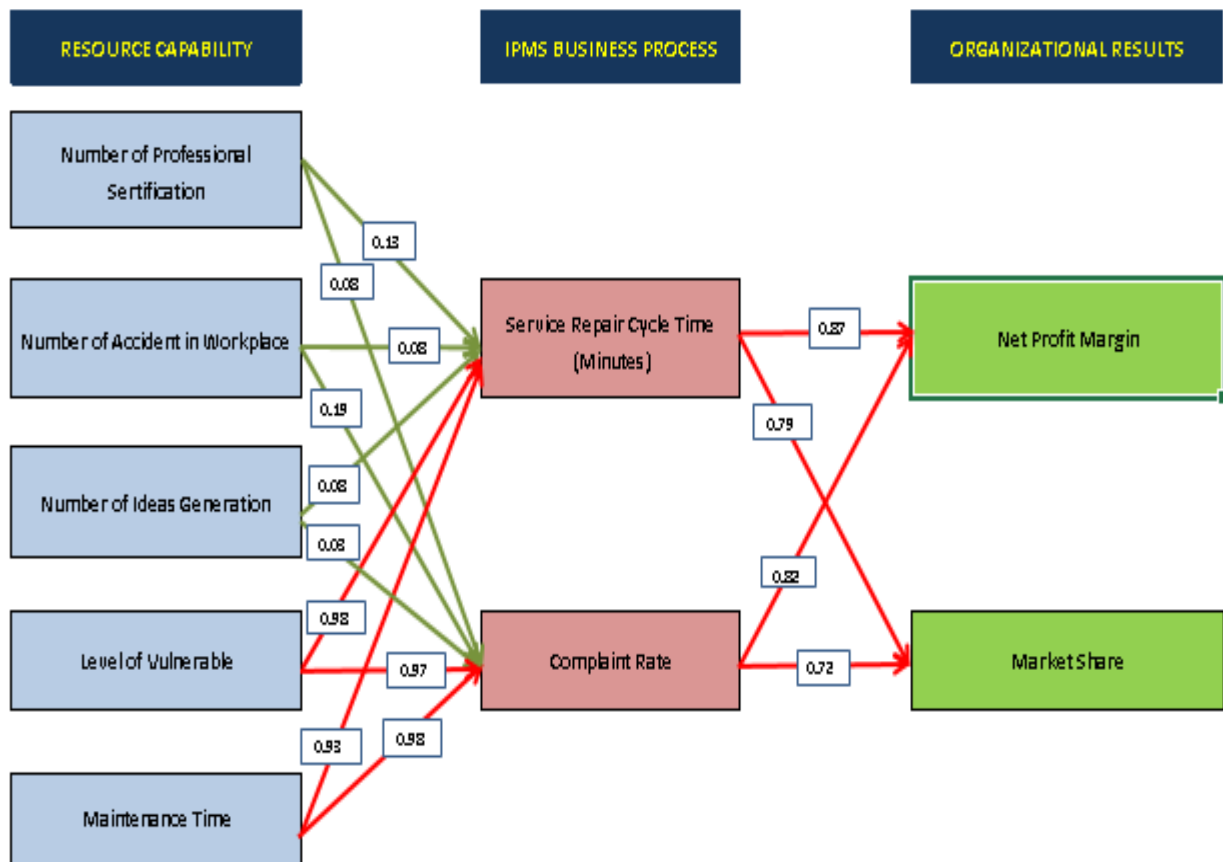 RESOURCE CAPABILITY
IPMS BUSINESS PROCESS
ORGANIZATIONAL RESULTS
Number of Professional
Sertification
0.13
0.08
Number of Accident in Workplace
0.08
0.19
Service Repair Cycle Time
(Minutes)
0.87
0.79
Net Profit Margin
Number of Ideas Generation
0.08
0.08
0.82
Level of Vulnerable
0.98
0.97
Complaint Rate
0.72
Market Share
0.93
0.98
Maintenance Time